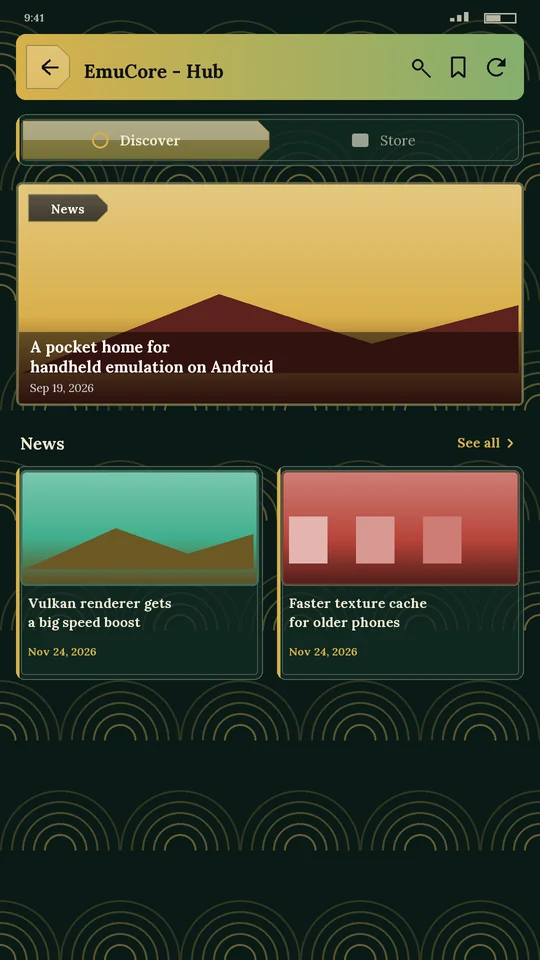 9:41
EmuCore - Hub
Discover
Store
News
A pocket home for
handheld emulation on Android
Sep 19, 2026
News
See all
Vulkan renderer gets
a big speed boost
Nov 24, 2026
Faster texture cache
for older phones
Nov 24, 2026